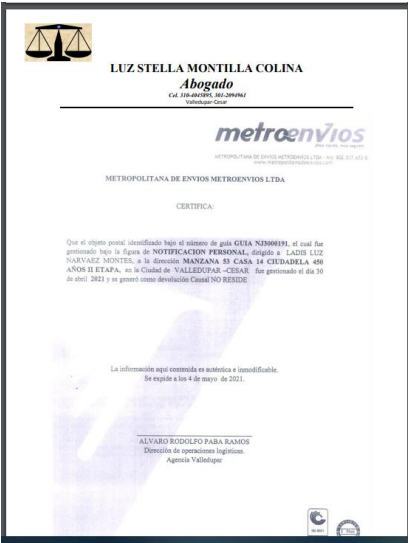 LUZ STELLA MONTILLA COLINA
Abogado
Cel. 310-4045895, 301-2094961
Valledupar-Cesar
metroenvios
METROPOLITANA DE ENVIOS METROENVIOS LTDA
METROPOLITANA DE ENVIOS METROENVIOS LTDA
CERTIFICA:
Que el objeto postal identificado bajo el número de guía GUIA NJ3000191, el cual fue
gestionado bajo la figura de NOTIFICACION PERSONAL, dirigido a LADIS LUZ
NARVAEZ MONTES, a la dirección MANZANA 53 CASA 14 CIUDADELA 450
AÑOS II ETAPA, en la Ciudad de VALLEDUPAR –CESAR fue gestionado el día 30
de abril 2021 y se generó como devolución Causal NO RESIDE
La información aquí contenida es auténtica e inmodificable.
Se expide a los 4 de mayo de 2021.
ALVARO RODOLFO PABA RAMOS
Dirección de operaciones logísticas.
Agencia Valledupar